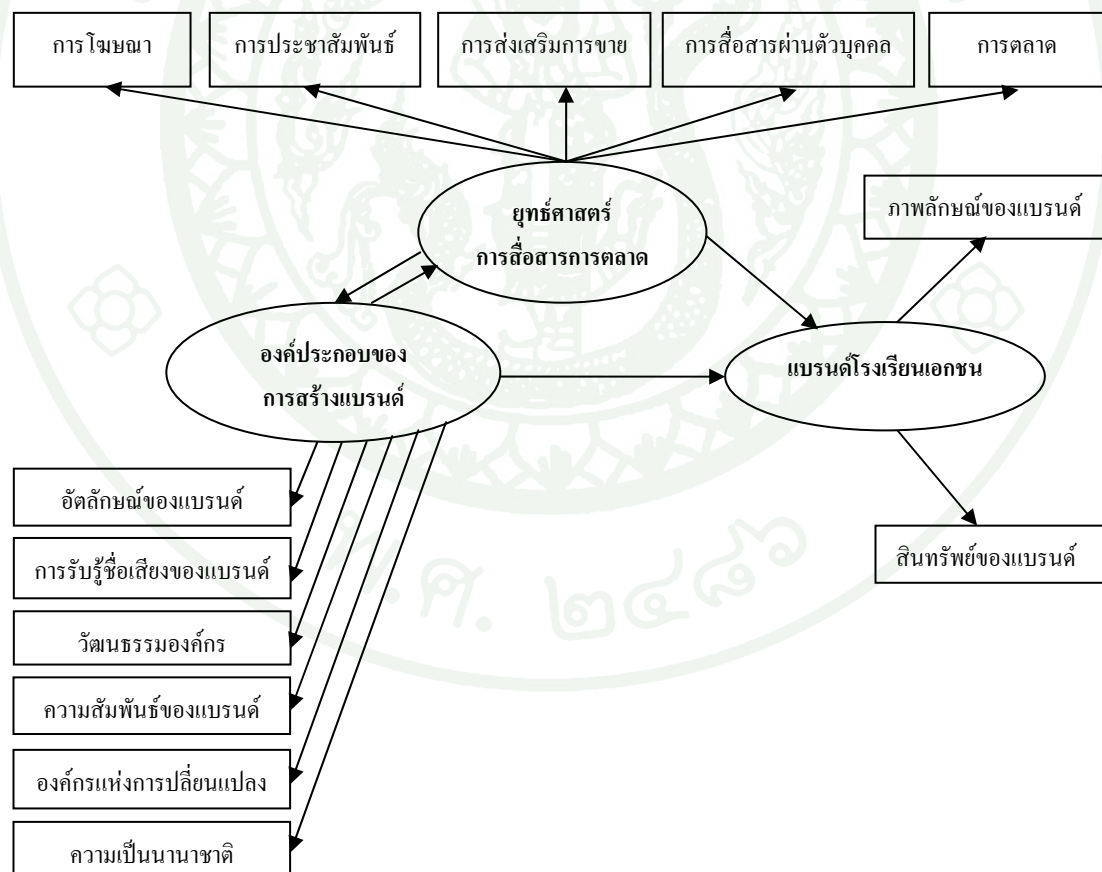 การโฆษณา
การประชาสัมพันธ์
การส่งเสริมการขาย
การสื่อสารผ่านตัวบุคคล
การตลาด
ยุทธ์ศาสตร์
การสื่อสารการตลาด
ภาพลักษณ์ของแบรนด์
องค์ประกอบของ
การสร้างแบรนด์
แบรนด์โรงเรียนเอกชน
อัตลักษณ์ของแบรนด์
การรับรู้ชื่อเสียงของแบรนด์
วัฒนธรรมองค์กร
ความสัมพันธ์ของแบรนด์
องค์กรแห่งการปลี่ยนแปลง
ความเป็นนานาชาติ
สินทรัพย์ของแบรนด์
พ.ศ. ๒๔๘๖